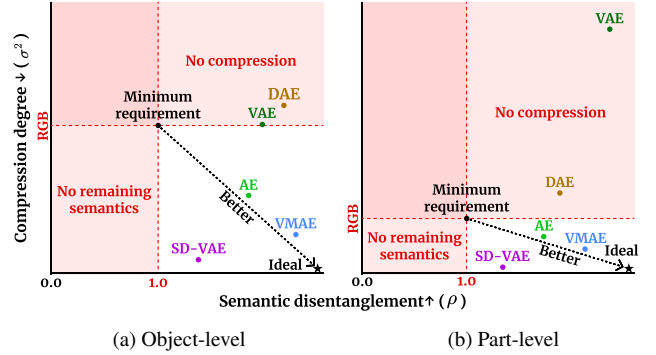 Compression degree ↓ (σ²)
RGB
No compression
DAE
Minimum
requirement
VAE
No remaining
semantics
AE
Better
VMAE
SD-VAE
Ideal
0.0
1.0
VAE
No compression
DAE
Minimum
requirement
RGB
No remaining
semantics
AE
VMAE
Ideal
Better
SD-VAE
0.0
1.0
Semantic disentanglement↑ (ρ)
(a) Object-level
(b) Part-level